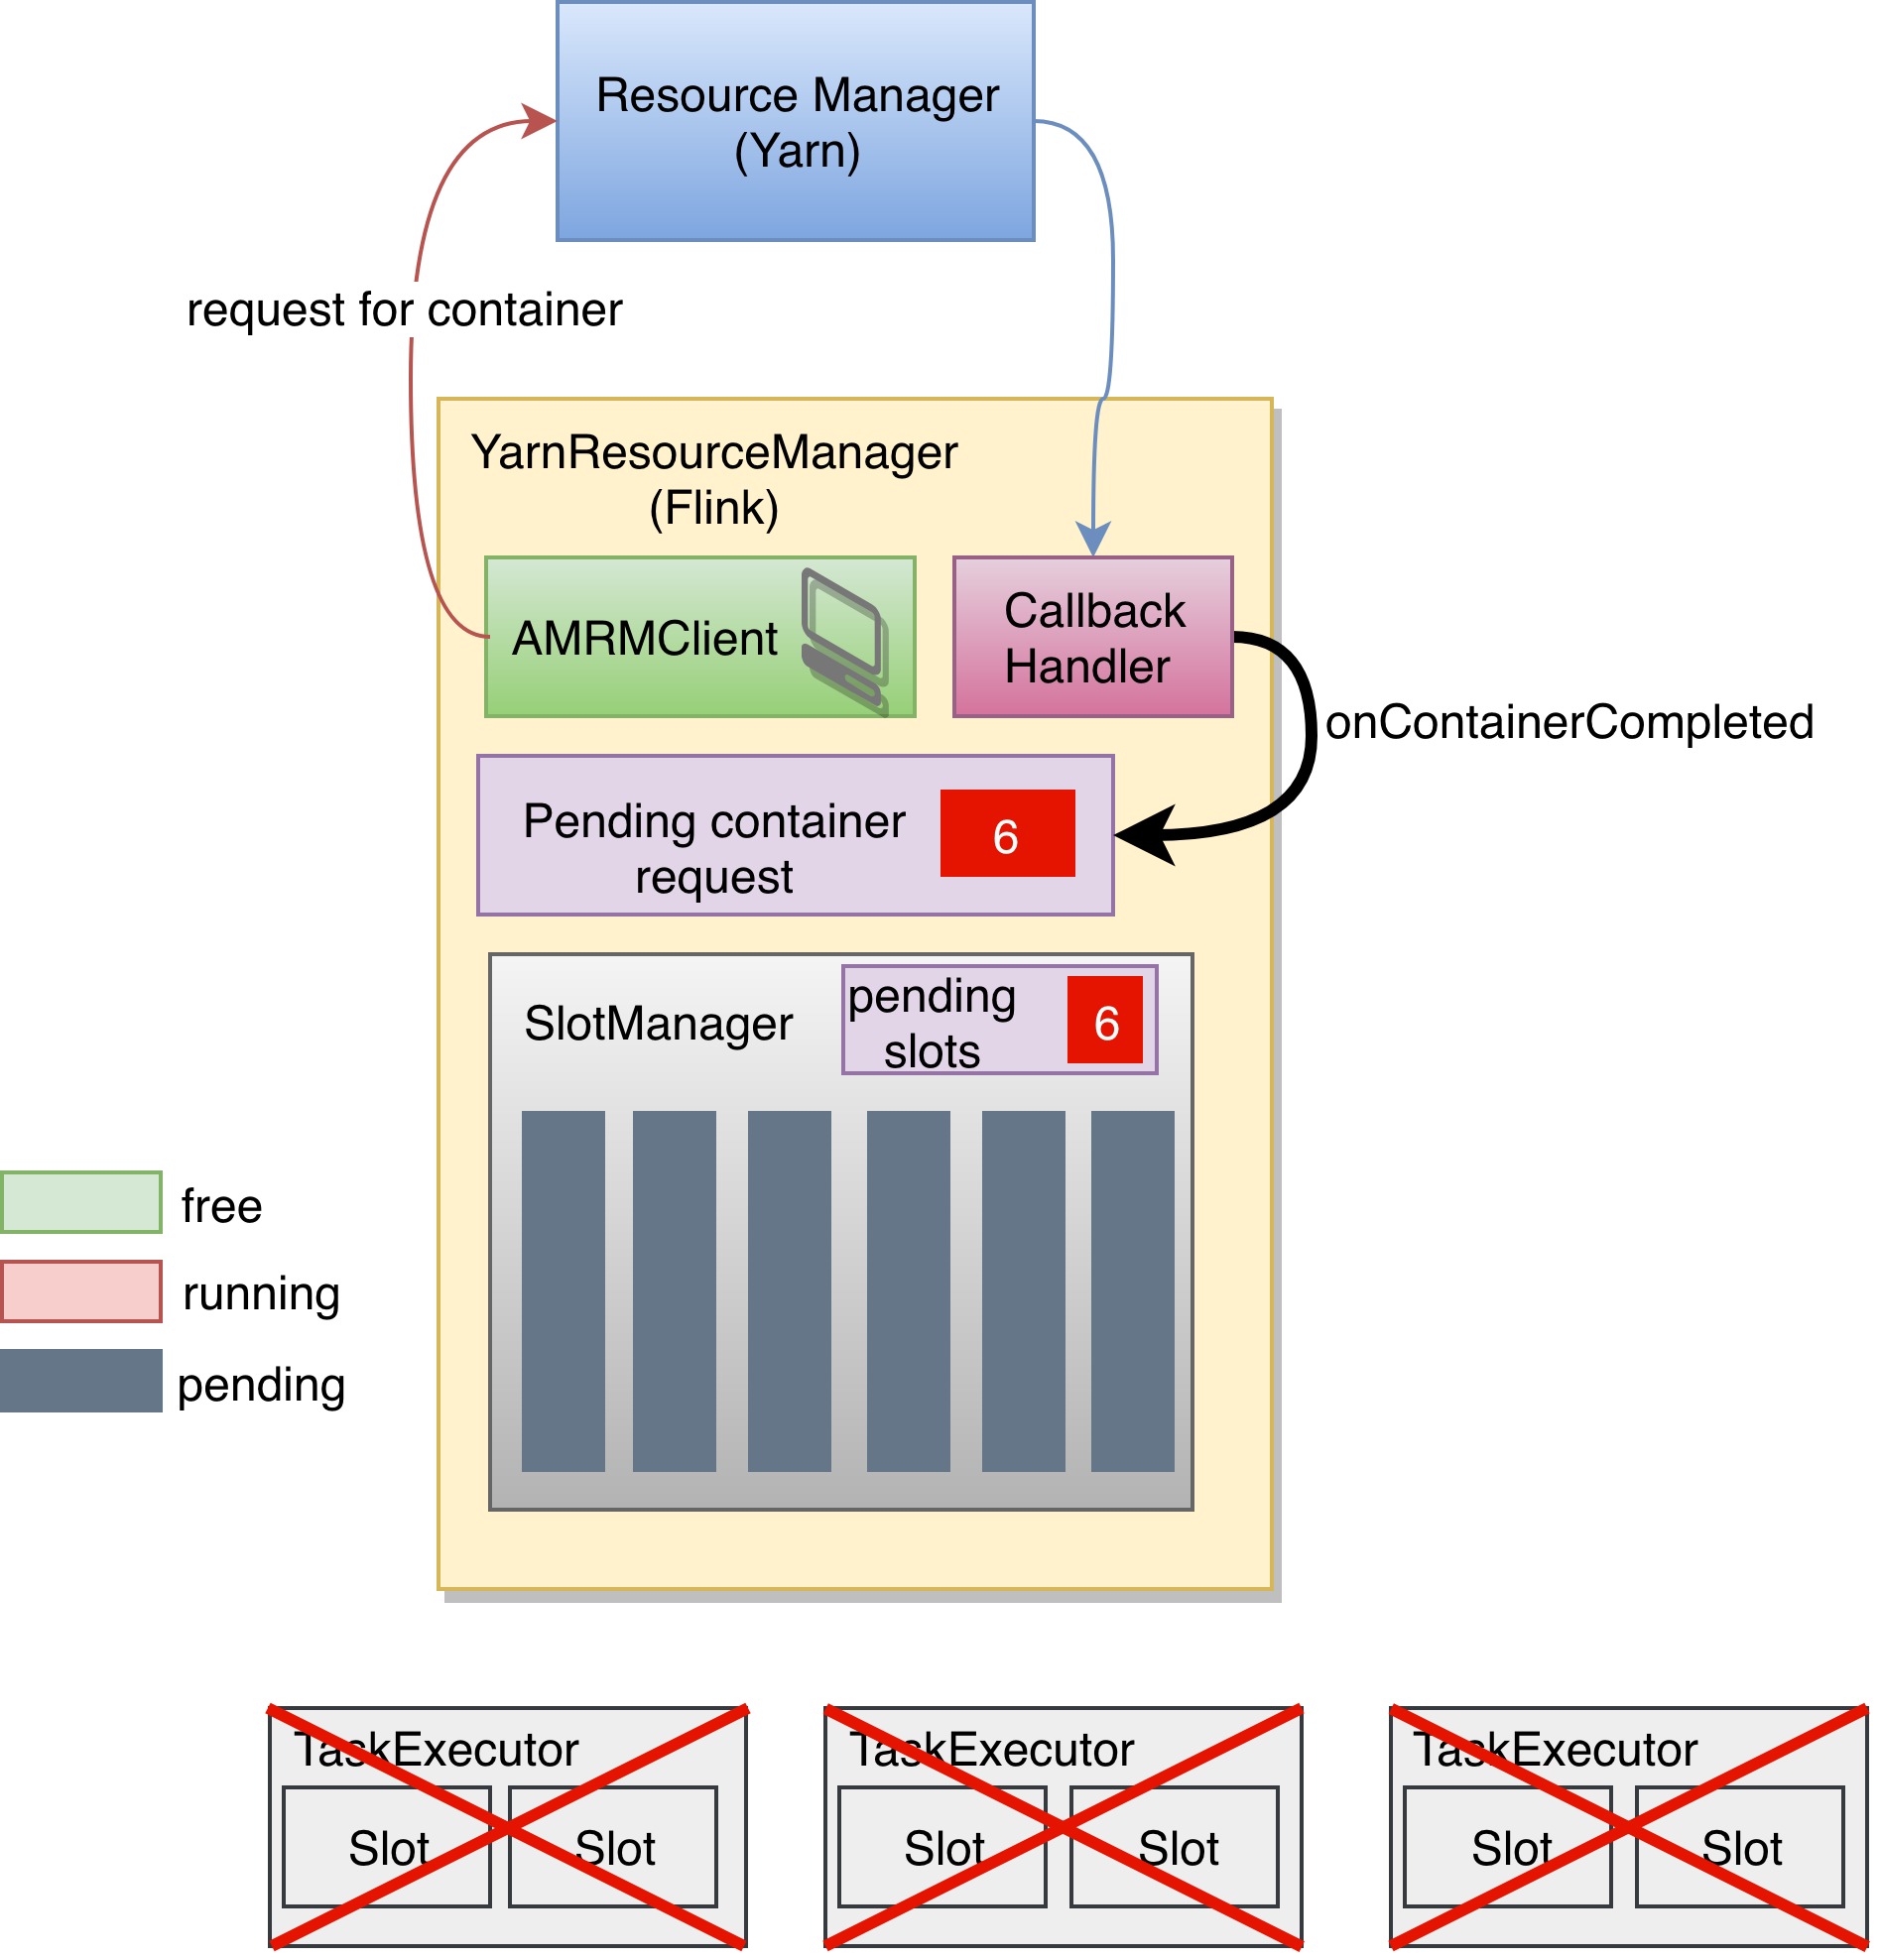 Resource Manager
(Yarn)
request for container
YarnResourceManager
(Flink)
AMRMClient
Callback
Handler
onContainerCompleted
Pending container
request
6
SlotManager
pending
slots
6
free
running
pending
TaskExecutor
Slot
Slot
TaskExecutor
Slot
Slot
TaskExecutor
Slot
Slot